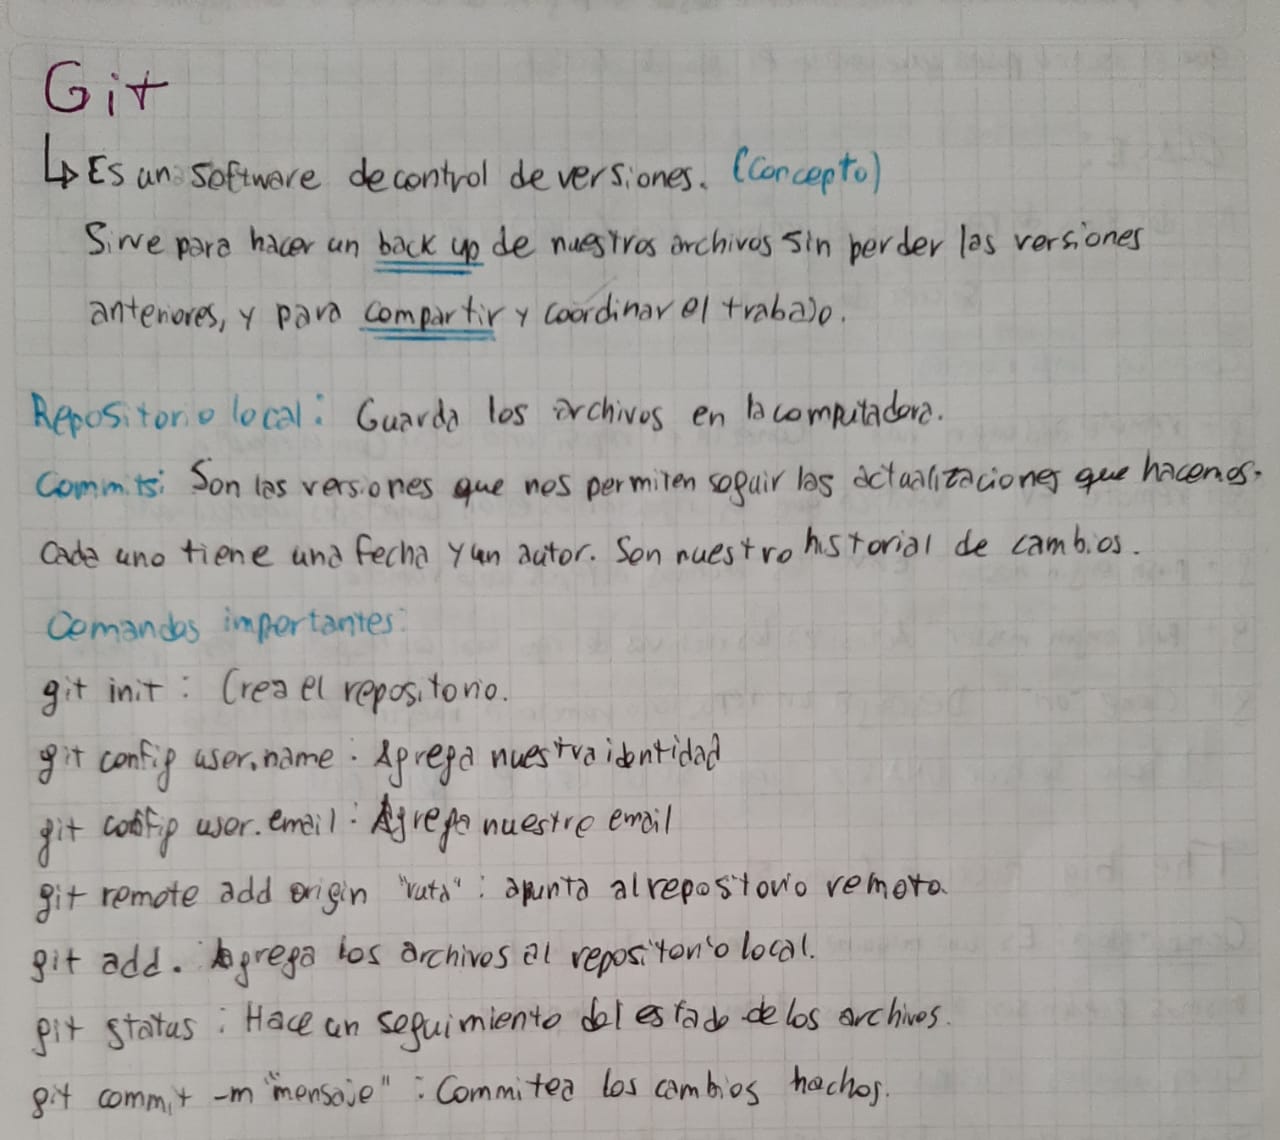 Git
↳ Es un software de control de versiones. (Concepto)
Sirve para hacer un back up de nuestros archivos sin perder las versiones
anteriores, y para compartir y coordinar el trabajo.
Repositorio local: Guarda los archivos en la computadora.
Commits: Son las versiones que nos permiten seguir las actualizaciones que hacemos.
Cada uno tiene una fecha y un autor. Son nuestro historial de cambios.
Comandos importantes:
git init: Crea el repositorio.
git config user.name: Agrega nuestra identidad
git config user.email: Agrega nuestro email
git remote add origin "ruta": apunta al repositorio remoto.
git add. Agrega los archivos al repositorio local.
git status: Hace un seguimiento del estado de los archivos.
git commit -m "mensaje": Commitea los cambios hechos.